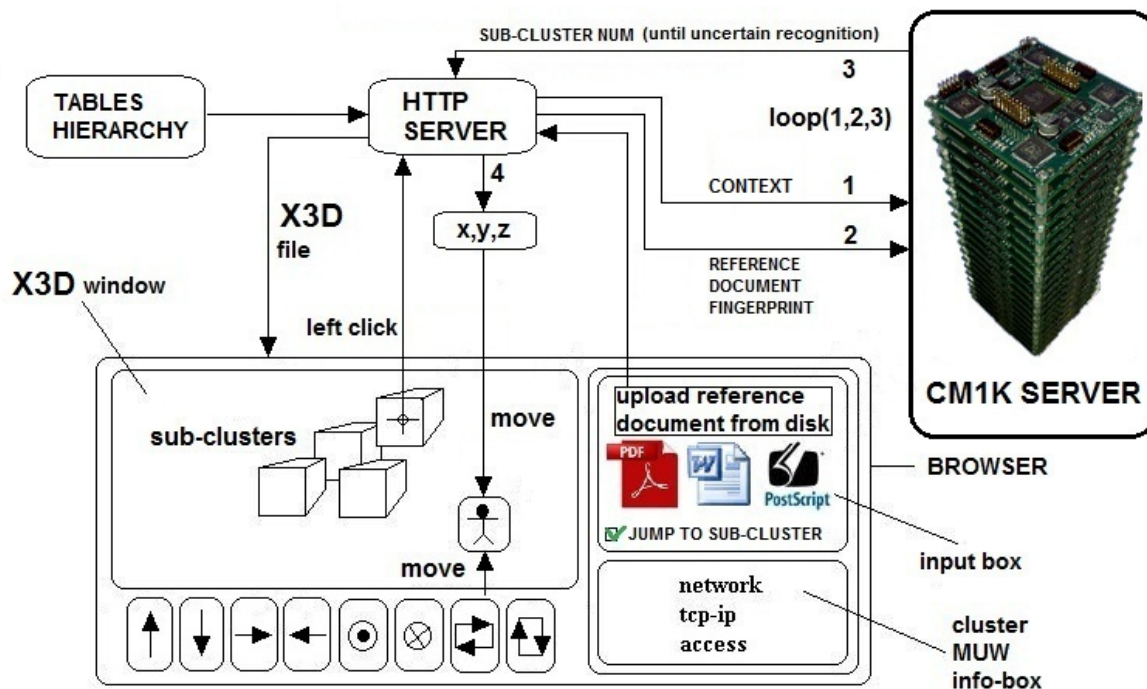 SUB-CLUSTER NUM (until uncertain recognition)
3
TABLES
HIERARCHY
HTTP
SERVER
loop(1,2,3)
4
CONTEXT 1
2
X3D
file
x,y,z
REFERENCE
DOCUMENT
FINGERPRINT
X3D window
left click
CM1K SERVER
sub-clusters
move
upload reference
document from disk
PDF
W
PostScript
BROWSER
JUMP TO SUB-CLUSTER
input box
move
network
tcp-ip
access
cluster
MUW
info-box